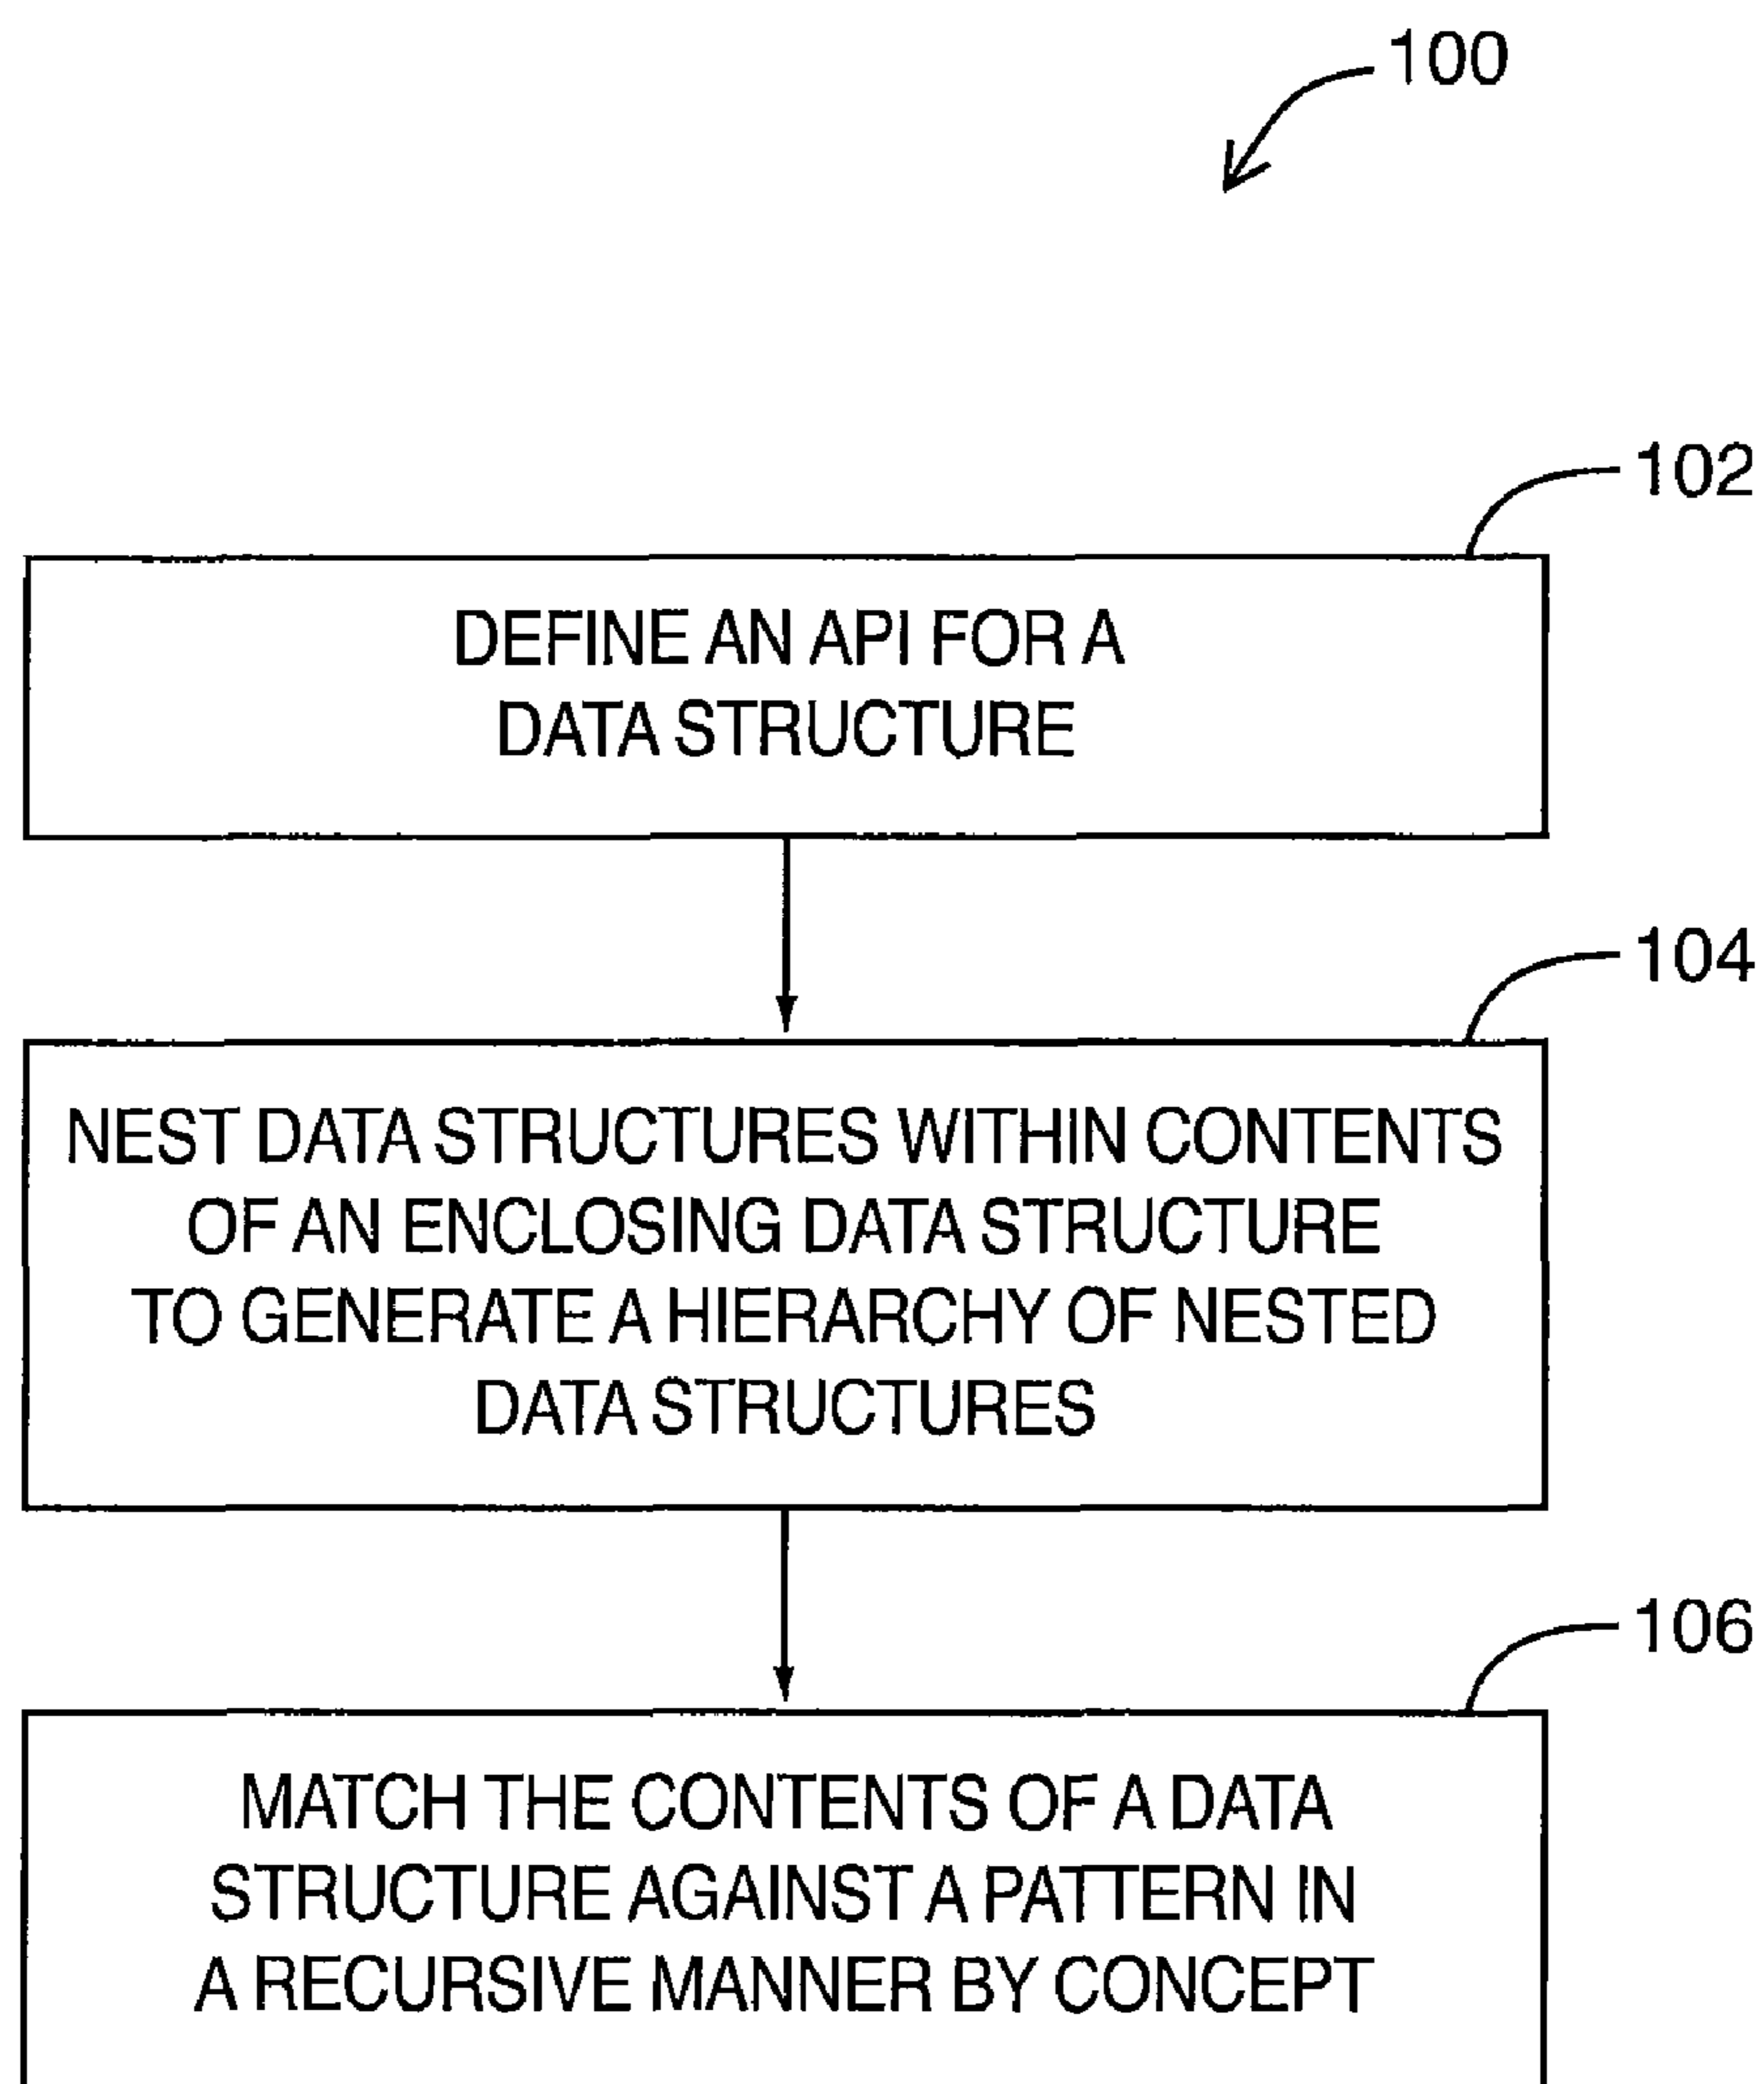 100
102
DEFINE AN API FOR A
DATA STRUCTURE
104
NEST DATA STRUCTURES WITHIN CONTENTS
OF AN ENCLOSING DATA STRUCTURE
TO GENERATE A HIERARCHY OF NESTED
DATA STRUCTURES
106
MATCH THE CONTENTS OF A DATA
STRUCTURE AGAINST A PATTERN IN
A RECURSIVE MANNER BY CONCEPT